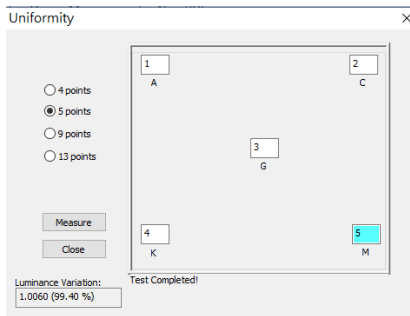 Uniformity
1
2
A
C
4 points
5 points
9 points
13 points
3
G
Measure
Close
4
5
K
M
Luminance Variation:
Test Completed!
1.0060 (99.40 %)